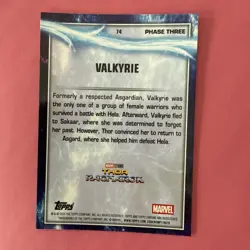 74 PHASE THREE
VALKYRIE
Formerly a respected Asgardian, Valkyrie was
the only one of a group of female warriors who
survived a battle with Hela. Afterward, Valkyrie fled
to Sakaar, where she was determined to forget
her past. However, Thor convinced her to return to
Asgard, where she helped him defeat Hela.
MARVEL STUDIOS
THOR
RAGNAROK
Topps
MARVEL